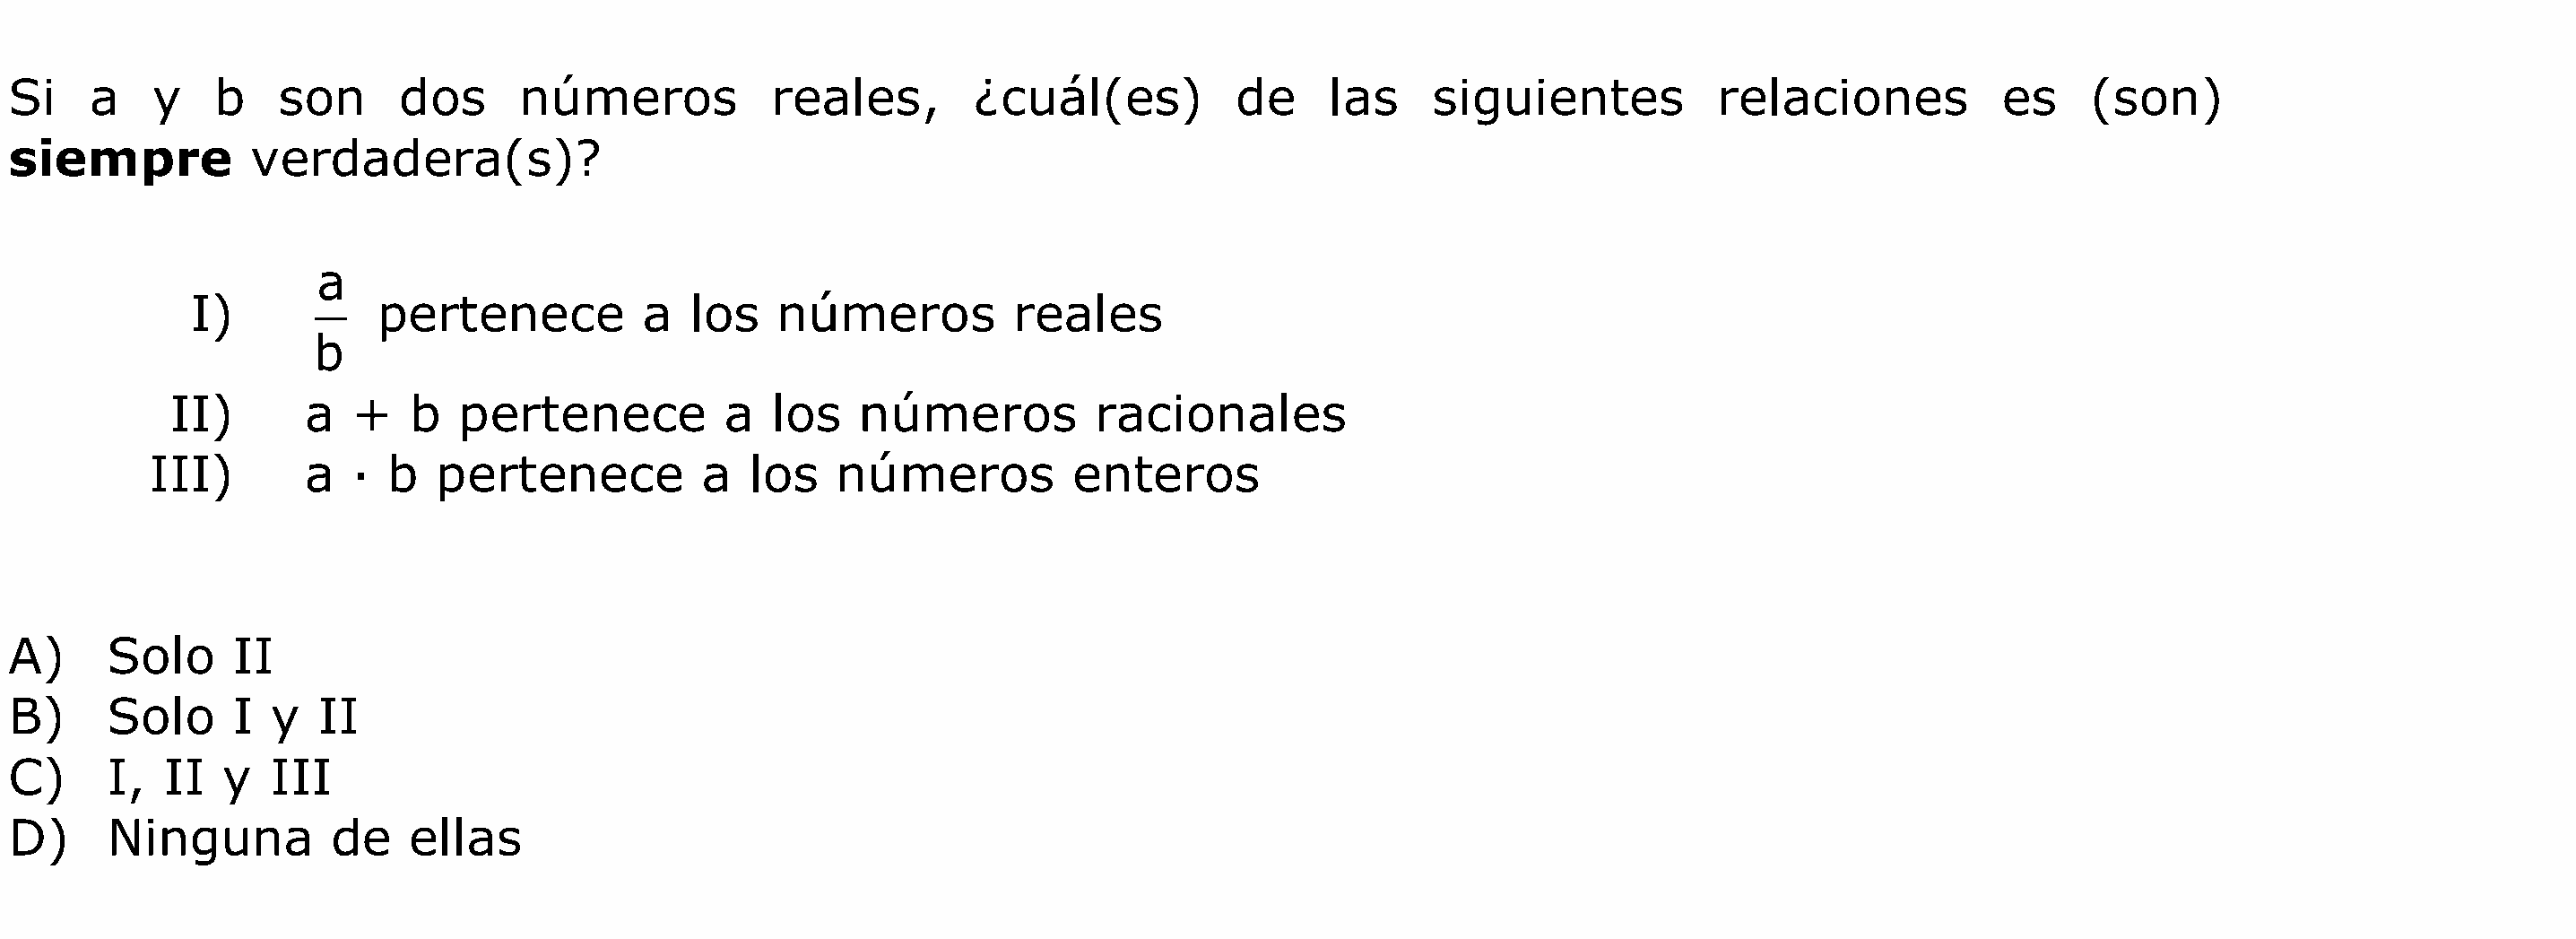 Si a y b son dos números reales, ¿cuál(es) de las siguientes relaciones es (son)
siempre verdadera(s)?
I) a/b pertenece a los números reales
II) a + b pertenece a los números racionales
III) a · b pertenece a los números enteros
A) Solo II
B) Solo I y II
C) I, II y III
D) Ninguna de ellas